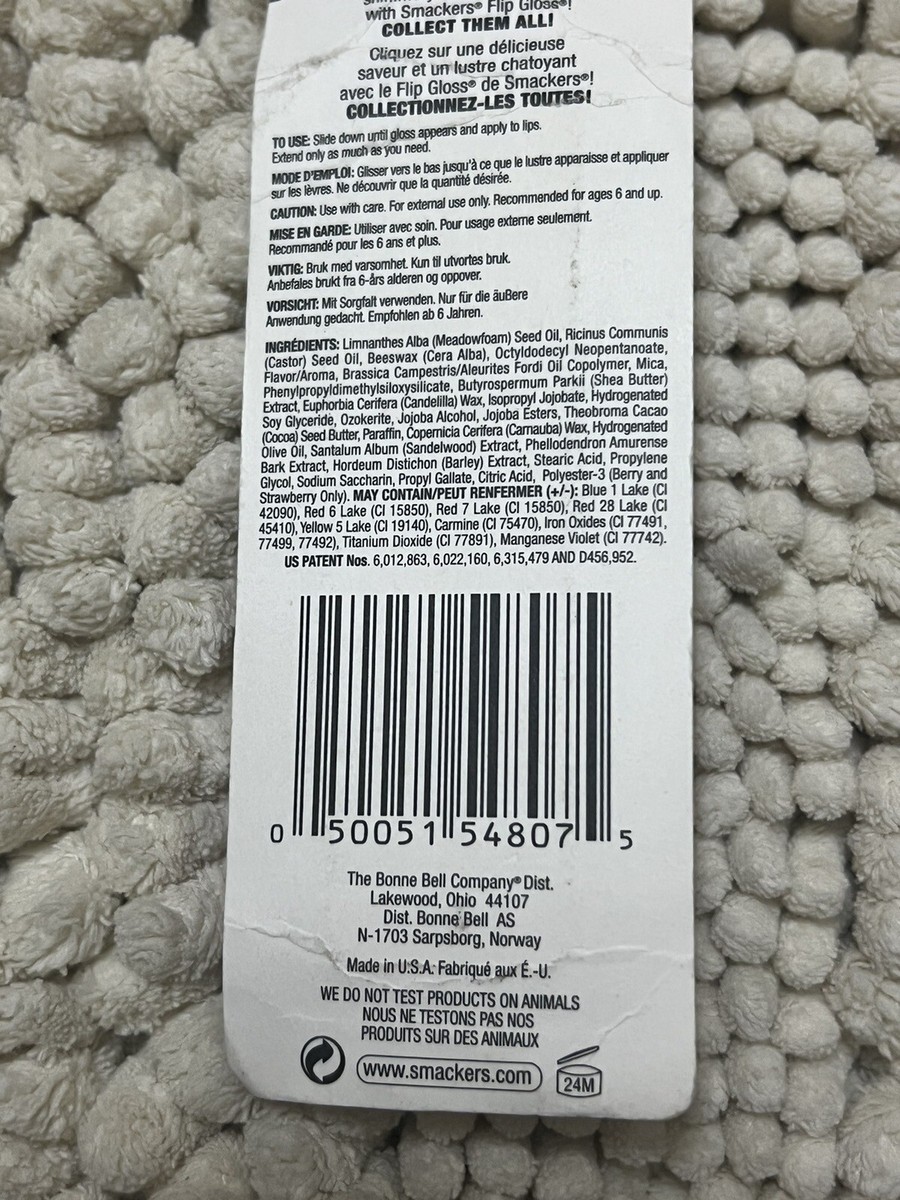 with Smackers® Flip Gloss®!
COLLECT THEM ALL!
Cliquez sur une délicieuse
saveur et un lustre chatoyant
avec le Flip Gloss® de Smackers®!
COLLECTIONNEZ-LES TOUTES!
TO USE: Slide down until gloss appears and apply to lips.
Extend only as much as you need.
MODE D'EMPLOI: Glisser vers le bas jusqu'à ce que le lustre apparaisse et appliquer
sur les lèvres. Ne découvrir que la quantité désirée.
CAUTION: Use with care. For external use only. Recommended for ages 6 and up.
MISE EN GARDE: Utiliser avec soin. Pour usage externe seulement.
Recommandé pour les 6 ans et plus.
VIKTIG: Bruk med varsomhet. Kun til utvortes bruk.
Anbefales brukt fra 6-års alderen og oppover.
VORSICHT: Mit Sorgfalt verwenden. Nur für die äußere
Anwendung gedacht. Empfohlen ab 6 Jahren.
INGRÉDIENTS: Limnanthes Alba (Meadowfoam) Seed Oil, Ricinus Communis
(Castor) Seed Oil, Beeswax (Cera Alba), Octyldodecyl Neopentanoate,
Flavor/Aroma, Brassica Campestris/Aleurites Fordi Oil Copolymer, Mica,
Phenylpropyldimethylsiloxysilicate, Butyrospermum Parkii (Shea Butter)
Extract, Euphorbia Cerifera (Candelilla) Wax, Isopropyl Jojobate, Hydrogenated
Soy Glyceride, Ozokerite, Jojoba Alcohol, Jojoba Esters, Theobroma Cacao
(Cocoa) Seed Butter, Paraffin, Copernicia Cerifera (Carnauba) Wax, Hydrogenated
Olive Oil, Santalum Album (Sandelwood) Extract, Phellodendron Amurense
Bark Extract, Hordeum Distichon (Barley) Extract, Stearic Acid, Propylene
Glycol, Sodium Saccharin, Propyl Gallate, Citric Acid, Polyester-3 (Berry and
Strawberry Only). MAY CONTAIN/PEUT RENFERMER (+/-): Blue 1 Lake (CI
42090), Red 6 Lake (CI 15850), Red 7 Lake (CI 15850), Red 28 Lake (CI
45410), Yellow 5 Lake (CI 19140), Carmine (CI 75470), Iron Oxides (CI 77491,
77499, 77492), Titanium Dioxide (CI 77891), Manganese Violet (CI 77742).
US PATENT Nos. 6,012,863, 6,022,160, 6,315,479 AND D456,952.
0 50051 54807 5
The Bonne Bell Company® Dist.
Lakewood, Ohio 44107
Dist. Bonne Bell AS
N-1703 Sarpsborg, Norway
Made in U.S.A. Fabriqué aux É.-U.
WE DO NOT TEST PRODUCTS ON ANIMALS
NOUS NE TESTONS PAS NOS
PRODUITS SUR DES ANIMAUX
www.smackers.com
24M